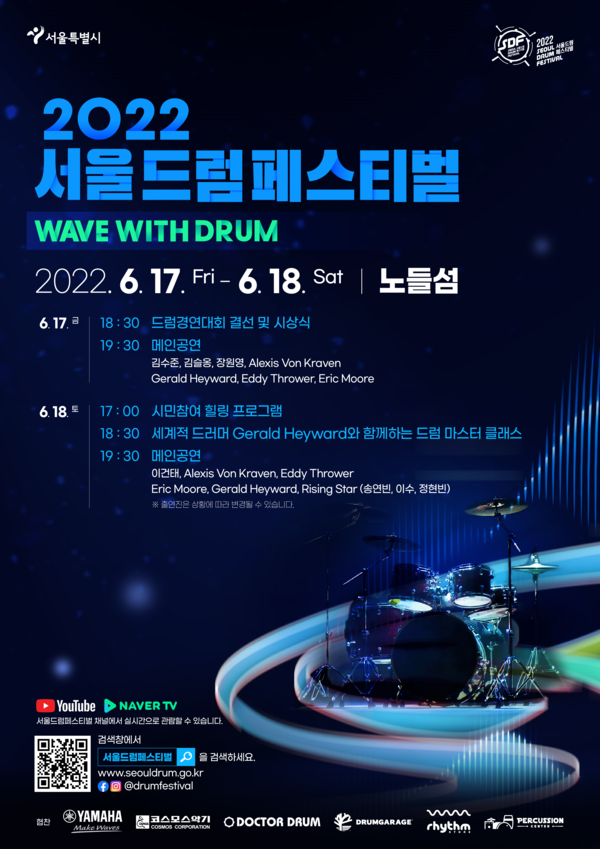 서울특별시
SDF
2022
SEOUL 서울드럼
DRUM 페스티벌
FESTIVAL
2022
서울드럼페스티벌
WAVE WITH DRUM
2022. 6. 17. Fri - 6. 18. Sat | 노들섬
6. 17. 금 18 : 30 드럼경연대회 결선 및 시상식
19 : 30 메인공연
김수준, 김슬옹, 장원영, Alexis Von Kraven
Gerald Heyward, Eddy Thrower, Eric Moore
6. 18. 토 17 : 00 시민참여 힐링 프로그램
18 : 30 세계적 드러머 Gerald Heyward와 함께하는 드럼 마스터 클래스
19 : 30 메인공연
이건태, Alexis Von Kraven, Eddy Thrower
Eric Moore, Gerald Heyward, Rising Star (송연빈, 이수, 정현빈)
※ 출연진은 상황에 따라 변경될 수 있습니다.
YouTube NAVER TV
서울드럼페스티벌 채널에서 실시간으로 관람할 수 있습니다.
검색창에서
서울드럼페스티벌 을 검색하세요.
www.seouldrum.go.kr
@drumfestival
협찬 YAMAHA Make Waves 코스모스악기 COSMOS CORPORATION DOCTOR DRUM DRUMGARAGE rhythm STORE PERCUSSION CENTER